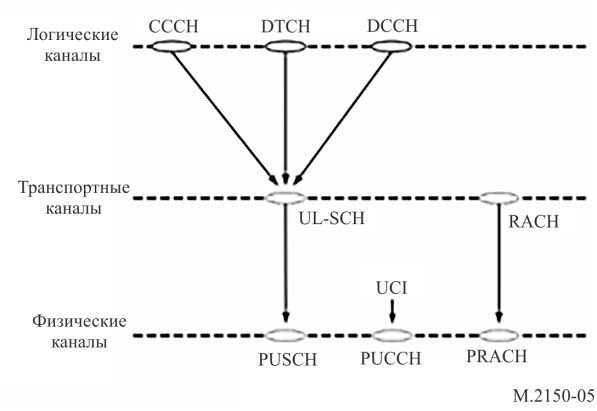 CCCH DTCH DCCH
Логические
каналы
Транспортные
каналы
UL-SCH RACH
UCI
Физические
каналы
PUSCH PUCCH PRACH
M.2150-05